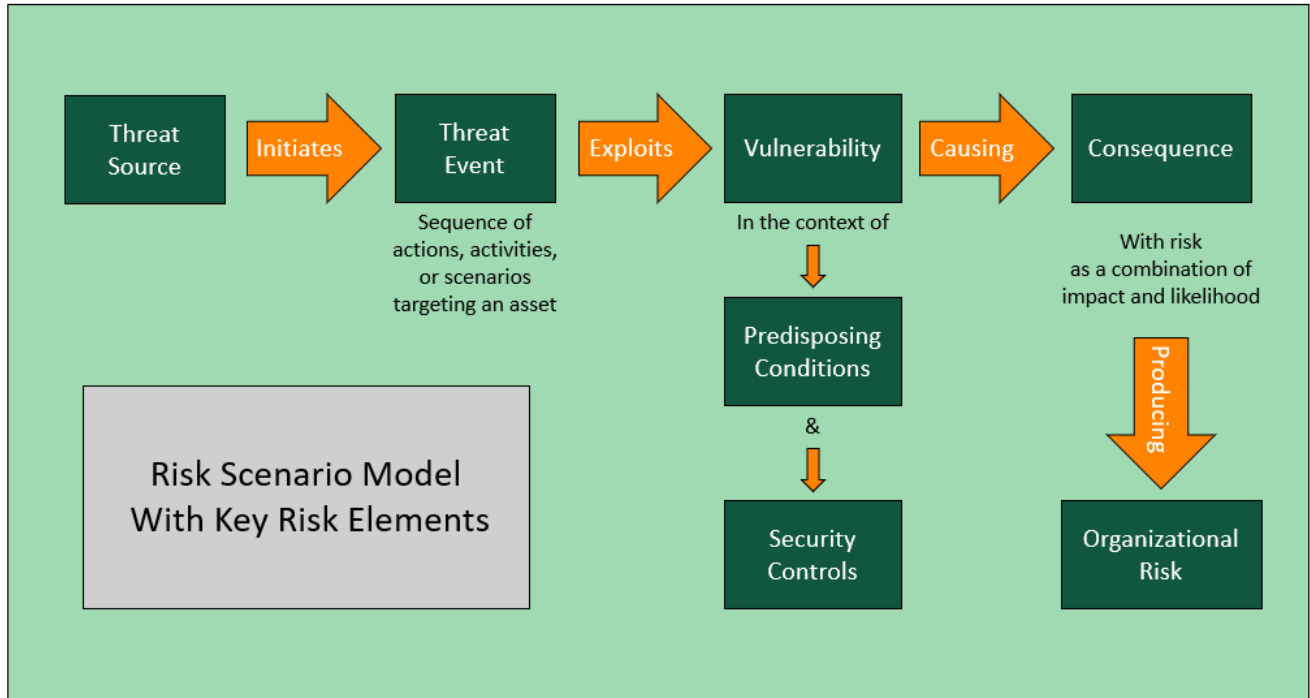 Threat
Source
Initiates
Threat
Event
Exploits
Vulnerability
Causing
Consequence
Sequence of
actions, activities,
or scenarios
targeting an asset
In the context of
Predisposing
Conditions
&
Security
Controls
With risk
as a combination of
impact and likelihood
Producing
Organizational
Risk
Risk Scenario Model
With Key Risk Elements